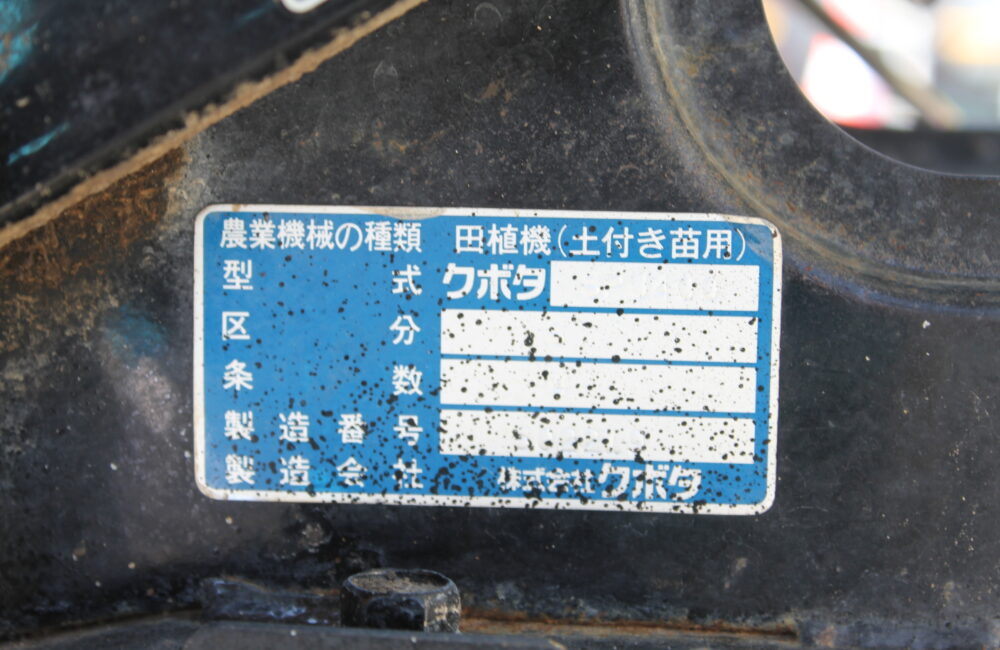 農業機械の種類 田植機(土付き苗用)
型式 クボタ
区分
条数
製造番号
製造会社 株式会社クボタ